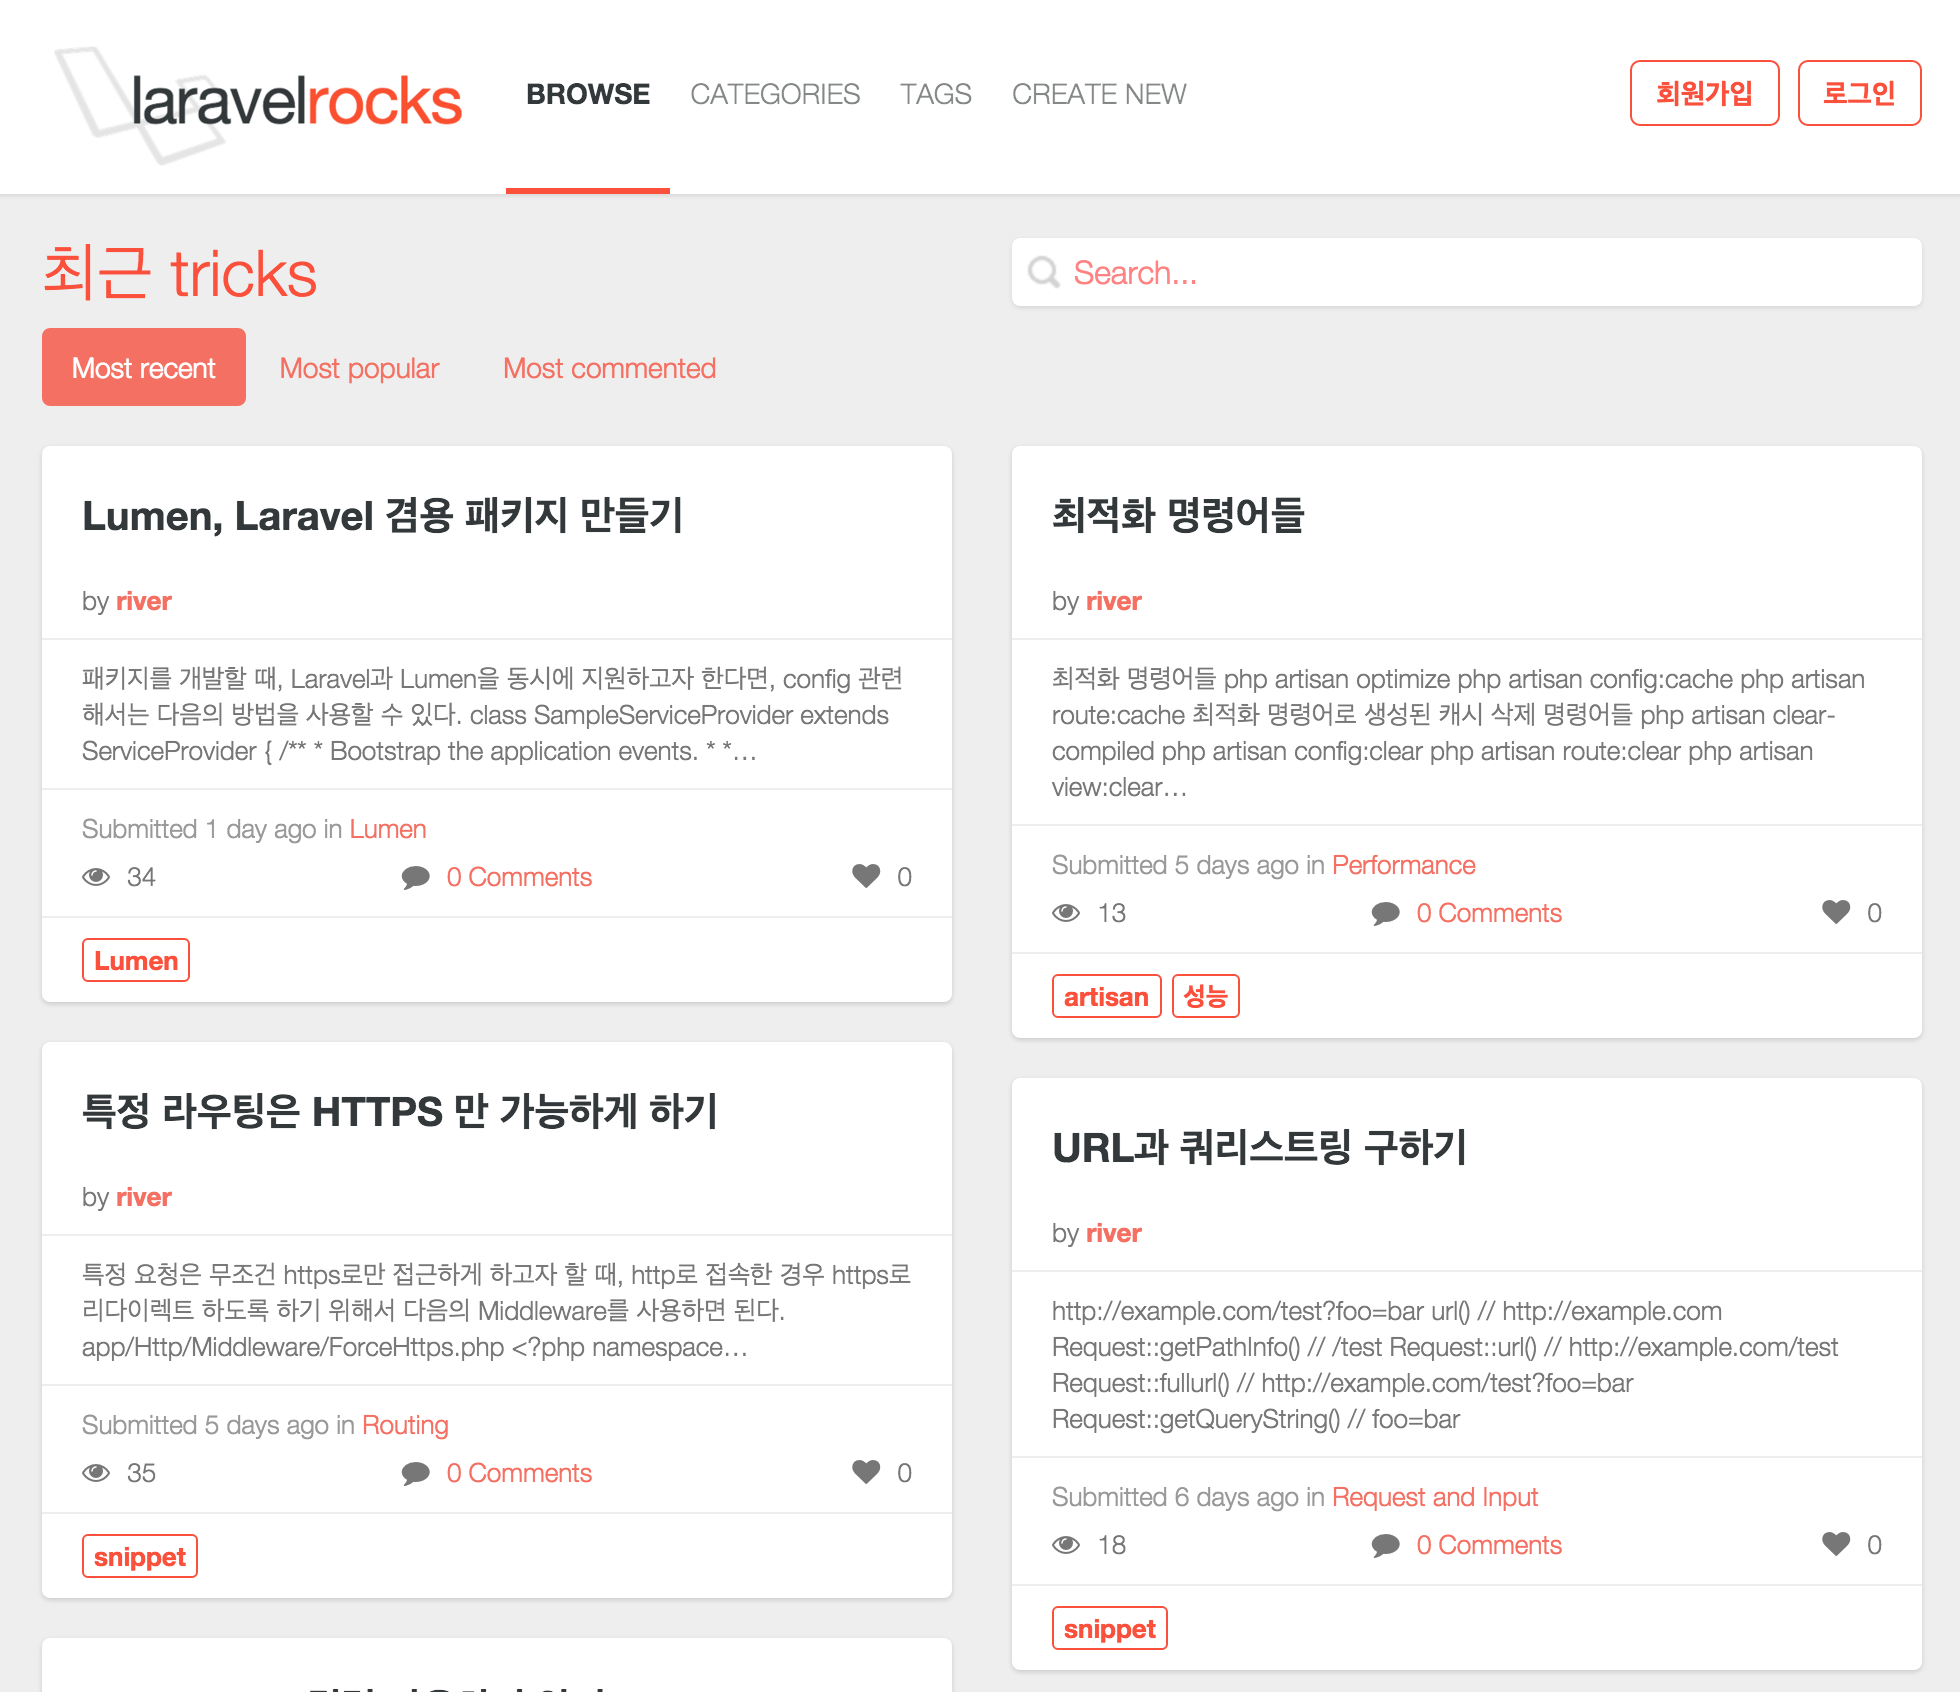 laravelrocks
BROWSE CATEGORIES TAGS CREATE NEW
회원가입 로그인
최근 tricks
Search...
Most recent Most popular Most commented
Lumen, Laravel 겸용 패키지 만들기
by river
패키지를 개발할 때, Laravel과 Lumen을 동시에 지원하고자 한다면, config 관련
해서는 다음의 방법을 사용할 수 있다. class SampleServiceProvider extends
ServiceProvider { /** * Bootstrap the application events. * *…
Submitted 1 day ago in Lumen
34 0 Comments 0
Lumen
최적화 명령어들
by river
최적화 명령어들 php artisan optimize php artisan config:cache php artisan
route:cache 최적화 명령어로 생성된 캐시 삭제 명령어들 php artisan clear-
compiled php artisan config:clear php artisan route:clear php artisan
view:clear…
Submitted 5 days ago in Performance
13 0 Comments 0
artisan 성능
특정 라우팅은 HTTPS 만 가능하게 하기
by river
특정 요청은 무조건 https로만 접근하게 하고자 할 때, http로 접속한 경우 https로
리다이렉트 하도록 하기 위해서 다음의 Middleware를 사용하면 된다.
app/Http/Middleware/ForceHttps.php <?php namespace…
Submitted 5 days ago in Routing
35 0 Comments 0
snippet
URL과 쿼리스트링 구하기
by river
http://example.com/test?foo=bar url() // http://example.com
Request::getPathInfo() // /test Request::url() // http://example.com/test
Request::fullurl() // http://example.com/test?foo=bar
Request::getQueryString() // foo=bar
Submitted 6 days ago in Request and Input
18 0 Comments 0
snippet